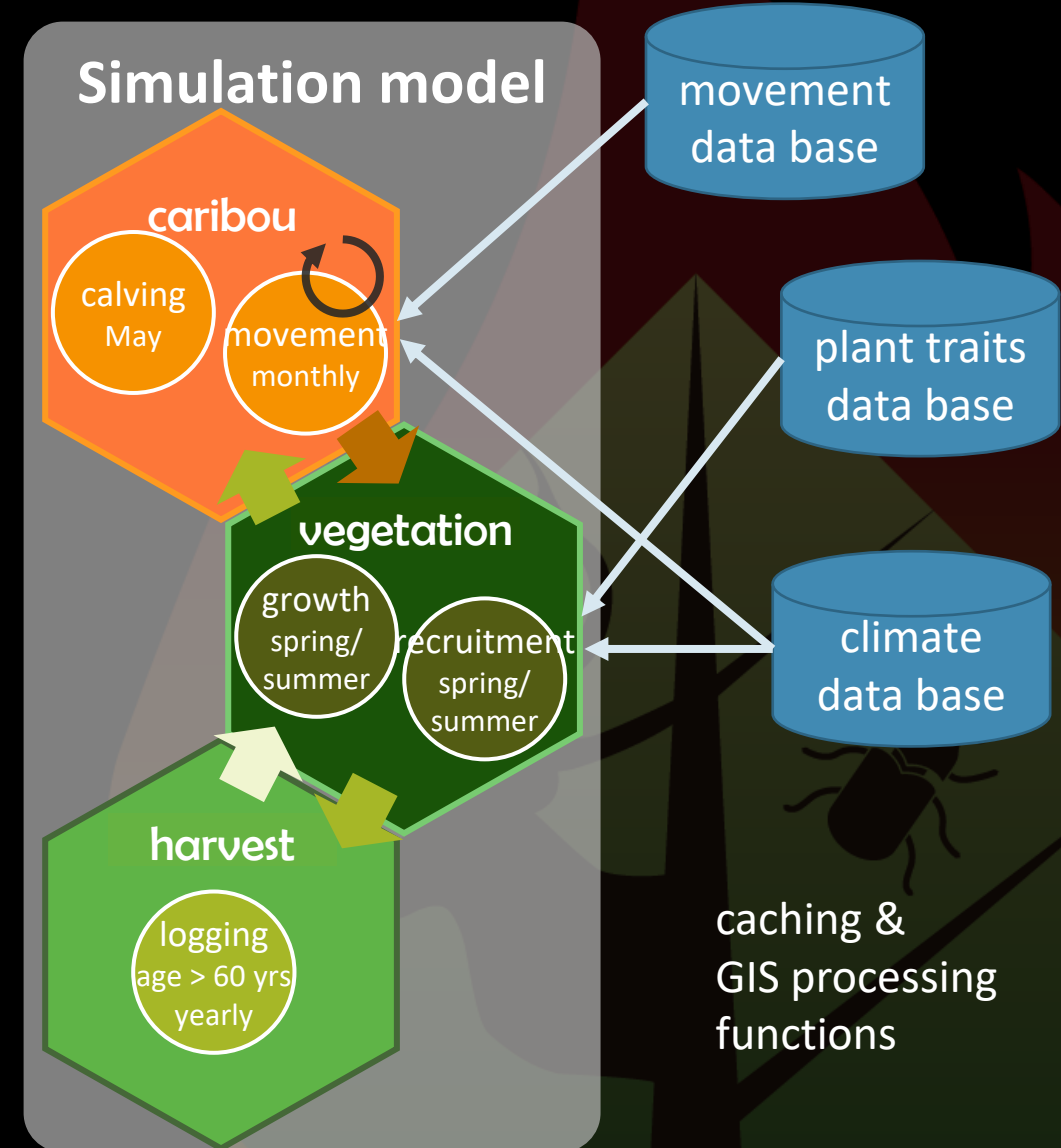 Simulation model
caribou
calving
May
movement
monthly
vegetation
growth
spring/
summer
recruitment
spring/
summer
harvest
logging
age > 60 yrs
yearly
movement
data base
plant traits
data base
climate
data base
caching &
GIS processing
functions